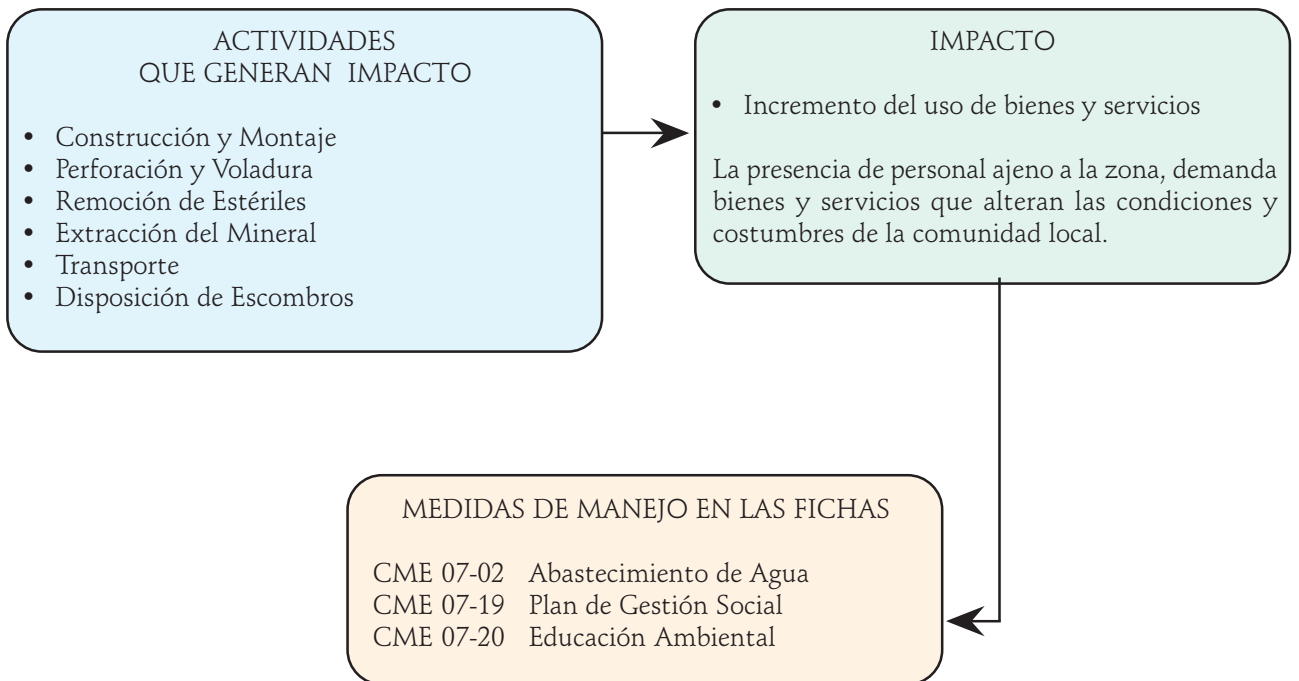 ACTIVIDADES
QUE GENERAN IMPACTO
• Construcción y Montaje
• Perforación y Voladura
• Remoción de Estériles
• Extracción del Mineral
• Transporte
• Disposición de Escombros
IMPACTO
• Incremento del uso de bienes y servicios
La presencia de personal ajeno a la zona, demanda
bienes y servicios que alteran las condiciones y
costumbres de la comunidad local.
MEDIDAS DE MANEJO EN LAS FICHAS
CME 07-02 Abastecimiento de Agua
CME 07-19 Plan de Gestión Social
CME 07-20 Educación Ambiental